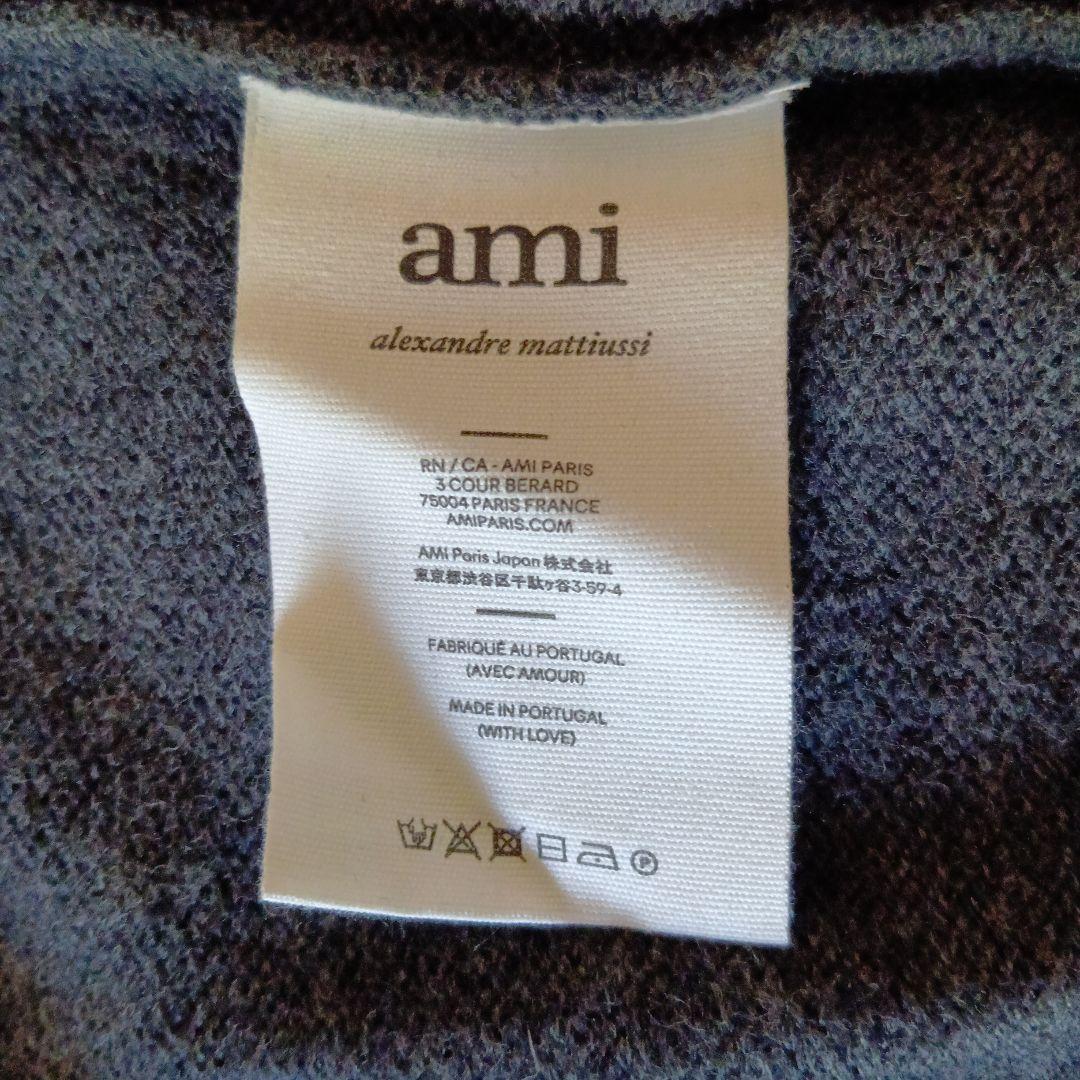 ami
alexandre mattiussi
RN / CA - AMI PARIS
3 COUR BERARD
75004 PARIS FRANCE
AMIPARIS.COM
AMI Paris Japan 株式会社
東京都渋谷区千駄ヶ谷3-59-4
FABRIQUÉ AU PORTUGAL
(AVEC AMOUR)
MADE IN PORTUGAL
(WITH LOVE)
P